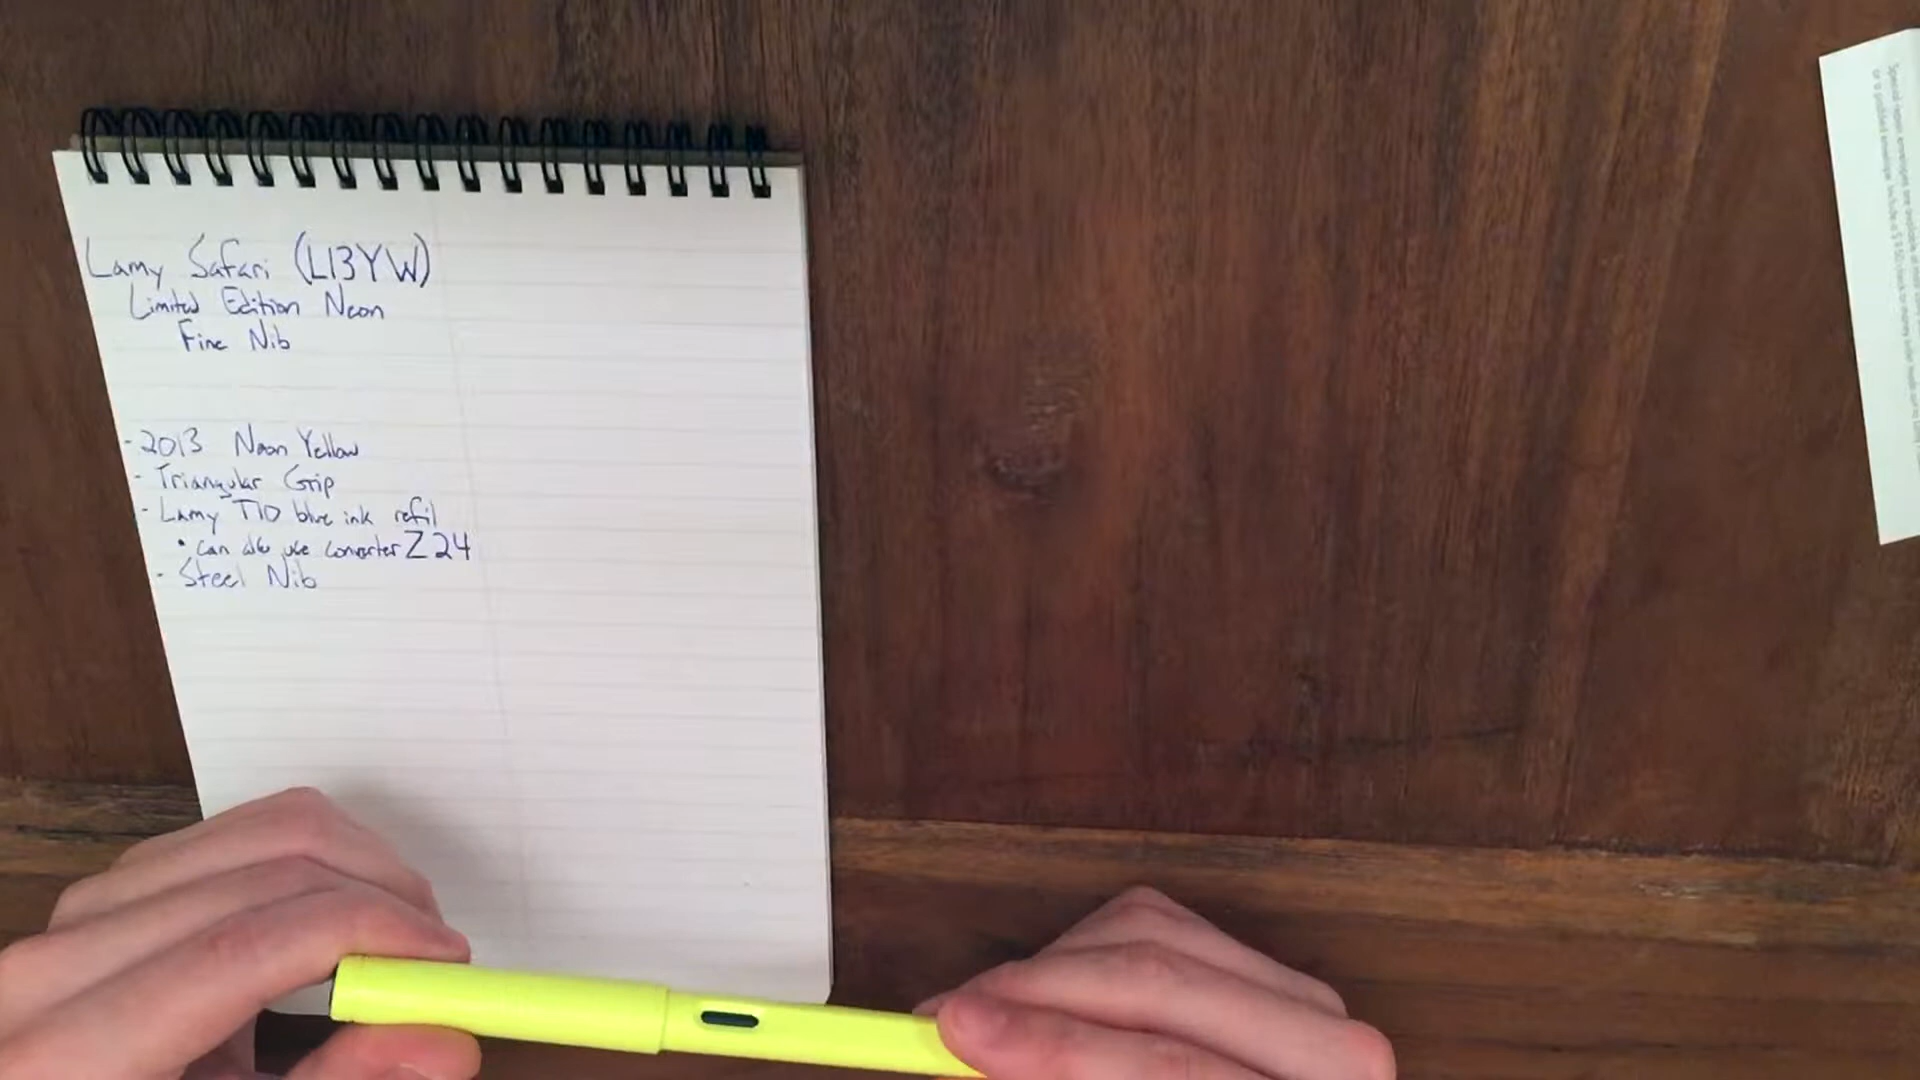 Lamy Safari (L13YW)
Limited Edition Neon
Fine Nib
- 2013 Neon Yellow
- Triangular Grip
- Lamy T10 blue ink refil
• can also use converter Z24
- Steel Nib